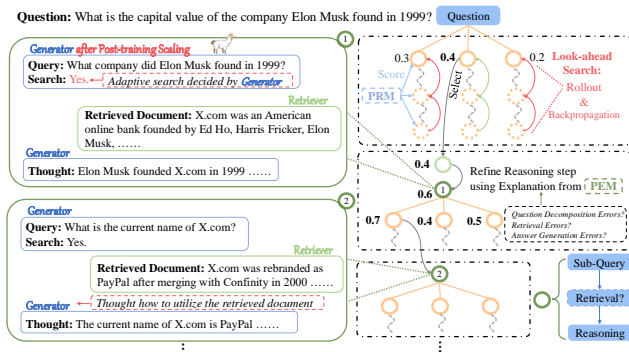 Question: What is the capital value of the company Elon Musk found in 1999?
Question
Generator after Post-training Scaling
1
Query: What company did Elon Musk found in 1999?
Search: Yes.
Adaptive search decided by Generator
Retriever
Retrieved Document: X.com was an American
online bank founded by Ed Ho, Harris Fricker, Elon
Musk, ……
Generator
Thought: Elon Musk founded X.com in 1999 ……
2
Generator
Query: What is the current name of X.com?
Search: Yes.
Retriever
Retrieved Document: X.com was rebranded as
PayPal after merging with Confinity in 2000 ……
Generator
Thought how to utilize the retrieved document
Thought: The current name of X.com is PayPal ……
0.3
0.4
0.2
Score
PRM
Select
Look-ahead
Search:
Rollout
&
Backpropagation
0.4
0.6
1
Refine Reasoning step
using Explanation from PEM
0.7
0.4
0.5
Question Decomposition Errors?
Retrieval Errors?
Answer Generation Errors?
2
Sub-Query
Retrieval?
Reasoning